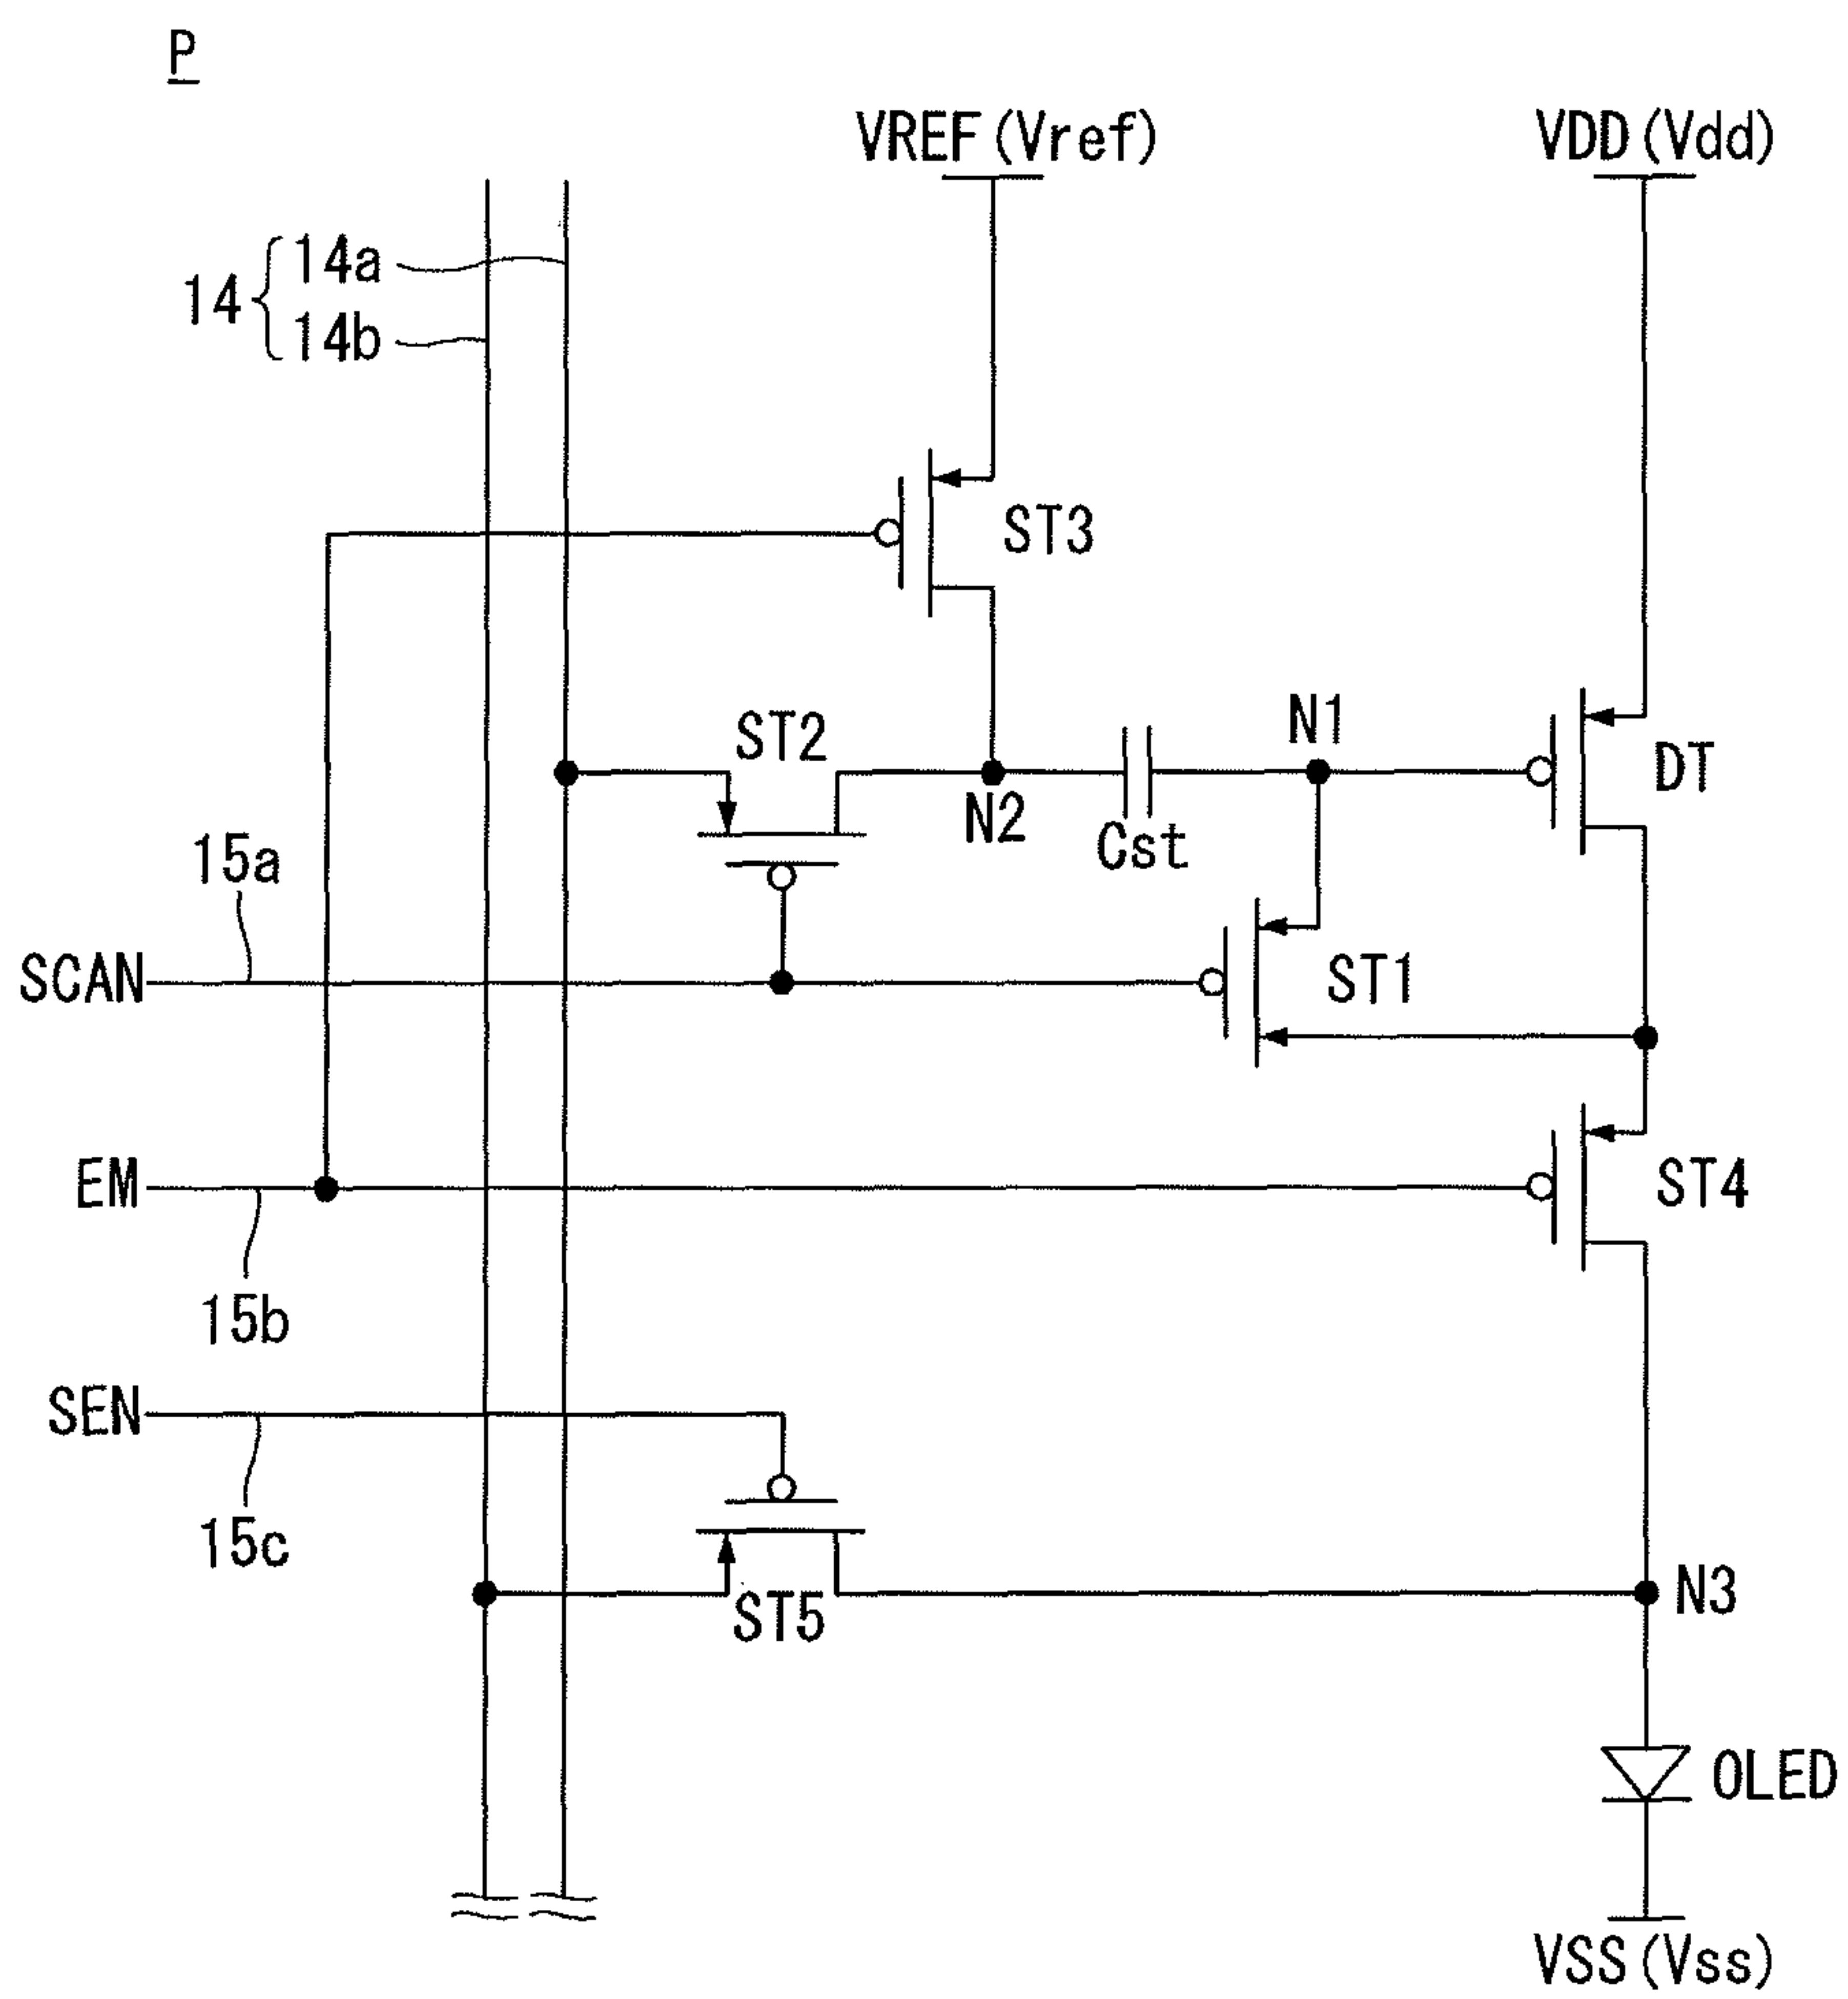 P
VREF(Vref)
VDD(Vdd)
14
14a
14b
ST3
ST2
N1
DT
N2
Cst
15a
SCAN
ST1
EM
ST4
15b
SEN
15c
ST5
N3
OLED
VSS(Vss)